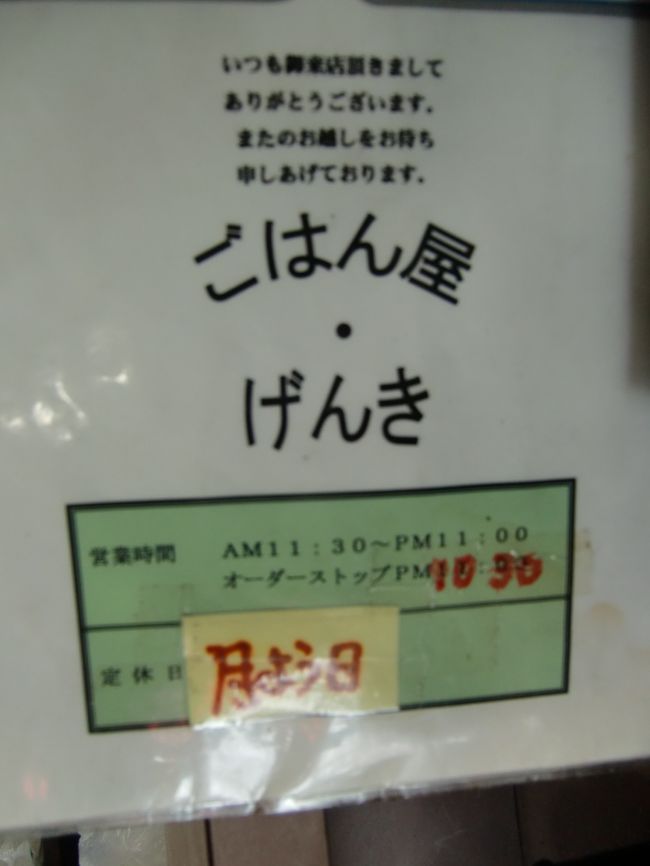 いつも御来店頂きまして
ありがとうございます。
またのお越しをお待ち
申しあげております。
ごはん屋
・
げんき
営業時間 AM11：30～PM11：00
オーダーストップPM 10 30
定休日 月よう日